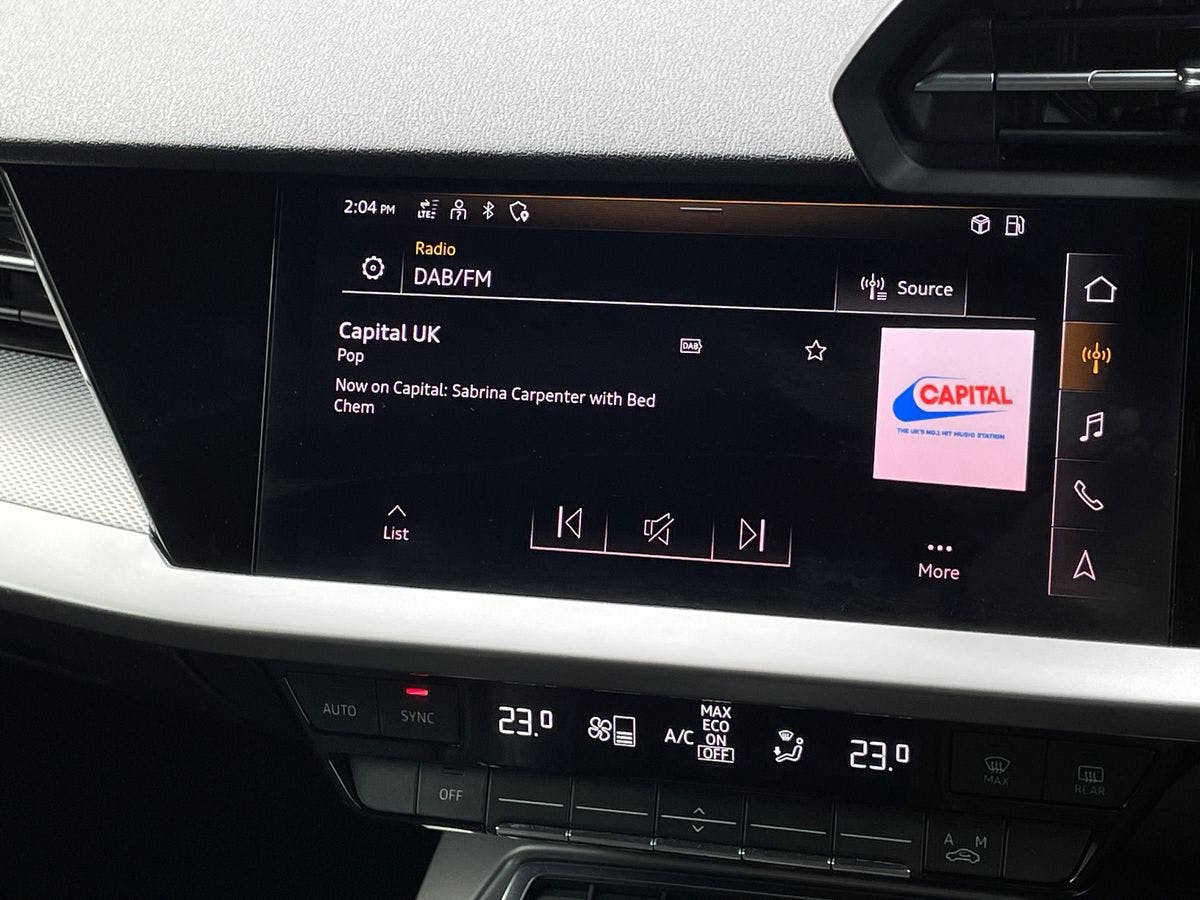 2:04 PM
LTE
Radio
DAB/FM
Source
Capital UK
Pop
DAB
Now on Capital: Sabrina Carpenter with Bed
Chem
CAPITAL
THE UK'S NO.1 HIT MUSIC STATION
List
More
AUTO
SYNC
23.0
A/C
MAX
ECO
ON
OFF
23.0
MAX
REAR
OFF
A M